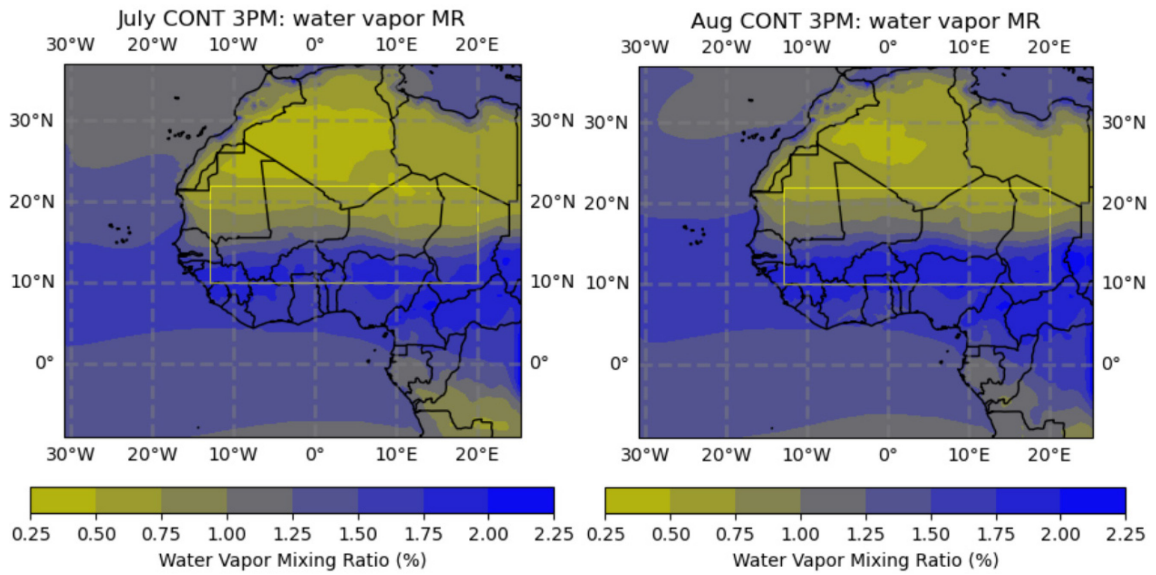 July CONT 3PM: water vapor MR
30°W 20°W 10°W 0° 10°E 20°E
30°N 30°N
20°N 20°N
10°N 10°N
0° 0°
30°W 20°W 10°W 0° 10°E 20°E
0.25 0.50 0.75 1.00 1.25 1.50 1.75 2.00 2.25
Water Vapor Mixing Ratio (%)
Aug CONT 3PM: water vapor MR
30°W 20°W 10°W 0° 10°E 20°E
30°N 30°N
20°N 20°N
10°N 10°N
0° 0°
30°W 20°W 10°W 0° 10°E 20°E
0.25 0.50 0.75 1.00 1.25 1.50 1.75 2.00 2.25
Water Vapor Mixing Ratio (%)